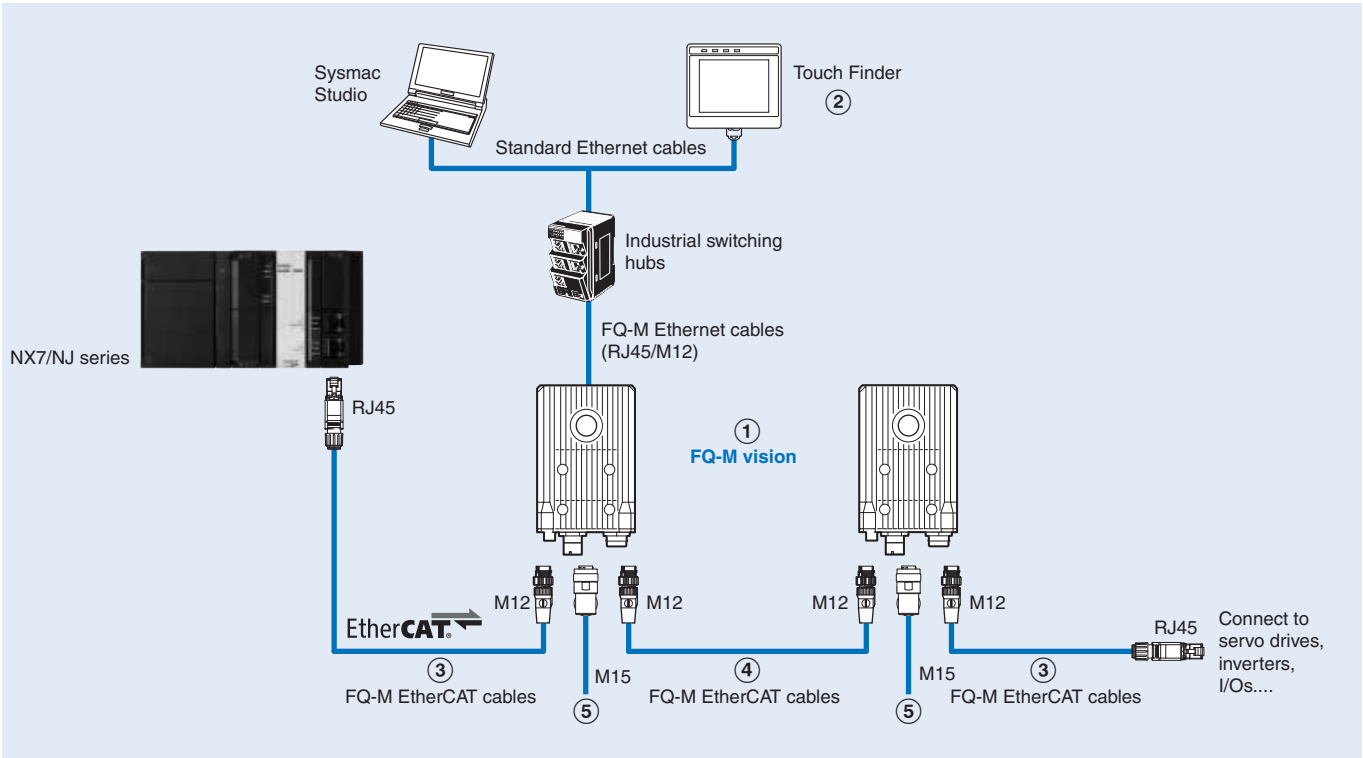 Sysmac
Studio
Touch Finder
2
Standard Ethernet cables
Industrial switching
hubs
FQ-M Ethernet cables
(RJ45/M12)
NX7/NJ series
RJ45
1
FQ-M vision
M12
M12
M12
M12
EtherCAT®
RJ45
Connect to
servo drives,
inverters,
I/Os....
3
FQ-M EtherCAT cables
M15
5
4
FQ-M EtherCAT cables
M15
5
3
FQ-M EtherCAT cables